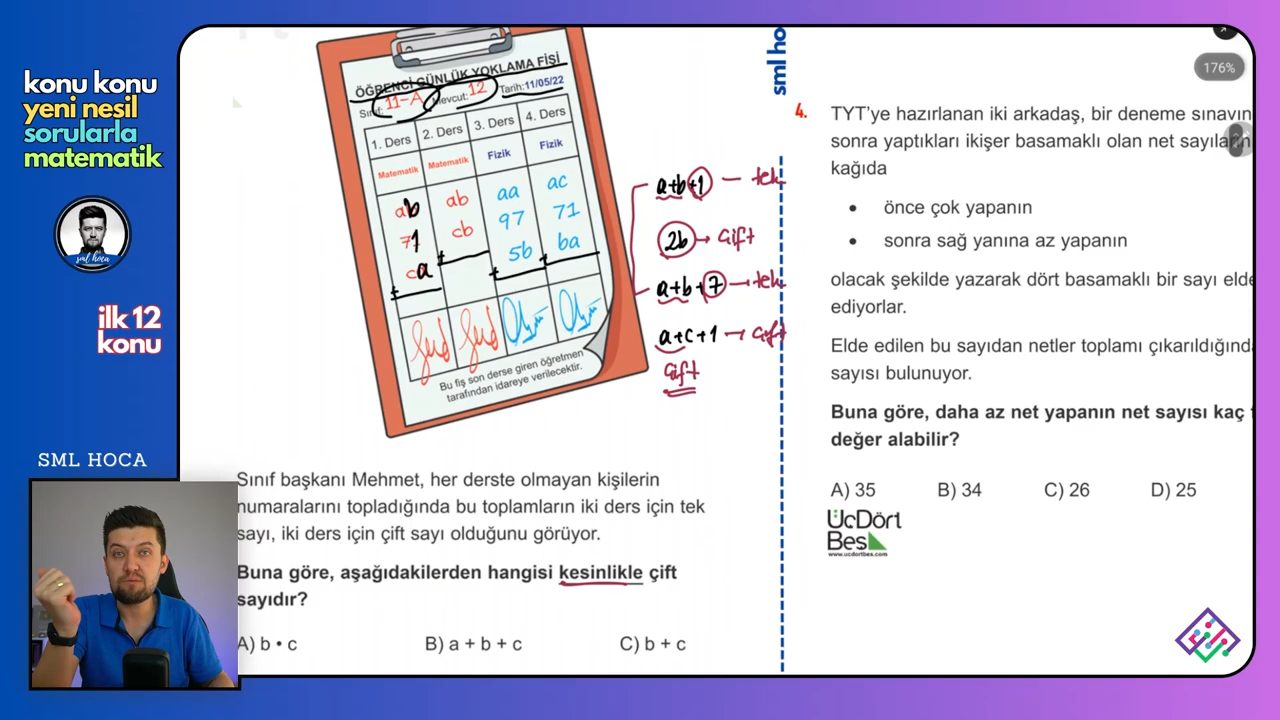 konu konu
yeni nesil
sorularla
matematik
sml hoca
ilk 12
konu
SML HOCA
ÖĞRENCİ GÜNLÜK YOKLAMA FİŞİ
Sınıf: 11-A Mevcut: 12 Tarih:11/05/22
1. Ders 2. Ders 3. Ders 4. Ders
Matematik Matematik Fizik Fizik
ab ab aa ac
71 cb 97 71
ca 5b ba
Bu fiş son derse giren öğretmen
tarafından idareye verilecektir.
a+b+1 — tek
2b → çift
a+b+7 → tek
a+c+1 → çift
çift
Sınıf başkanı Mehmet, her derste olmayan kişilerin
numaralarını topladığında bu toplamların iki ders için tek
sayı, iki ders için çift sayı olduğunu görüyor.
Buna göre, aşağıdakilerden hangisi kesinlikle çift
sayıdır?
A) b • c B) a + b + c C) b + c
sml ho
176%
4. TYT'ye hazırlanan iki arkadaş, bir deneme sınavın
sonra yaptıkları ikişer basamaklı olan net sayıların
kağıda
• önce çok yapanın
• sonra sağ yanına az yapanın
olacak şekilde yazarak dört basamaklı bir sayı elde
ediyorlar.
Elde edilen bu sayıdan netler toplamı çıkarıldığınd
sayısı bulunuyor.
Buna göre, daha az net yapanın net sayısı kaç
değer alabilir?
A) 35 B) 34 C) 26 D) 25
ÜçDört
Beş
www.ucdortbes.com